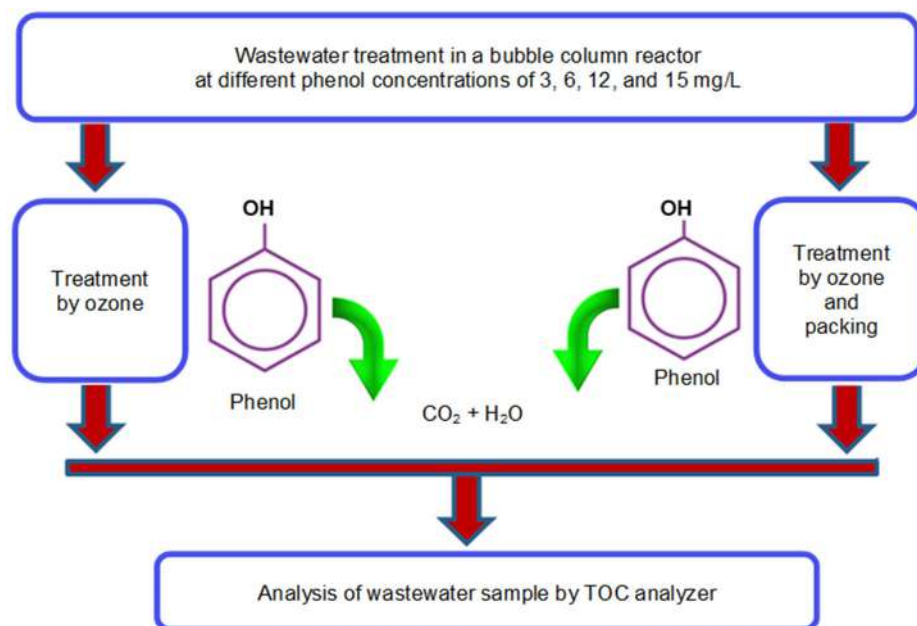 Wastewater treatment in a bubble column reactor
at different phenol concentrations of 3, 6, 12, and 15 mg/L
Treatment
by ozone
OH
Phenol
OH
Phenol
Treatment
by ozone
and
packing
CO₂ + H₂O
Analysis of wastewater sample by TOC analyzer